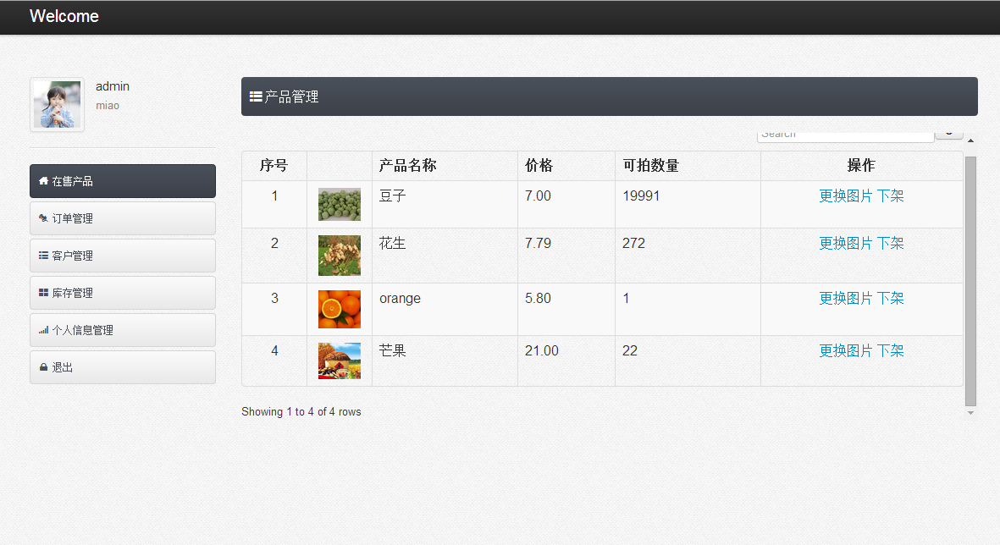 Welcome
admin
miao
在售产品
订单管理
客户管理
库存管理
个人信息管理
退出
产品管理
Search
序号 产品名称 价格 可拍数量 操作
1 豆子 7.00 19991 更换图片 下架
2 花生 7.79 272 更换图片 下架
3 orange 5.80 1 更换图片 下架
4 芒果 21.00 22 更换图片 下架
Showing 1 to 4 of 4 rows